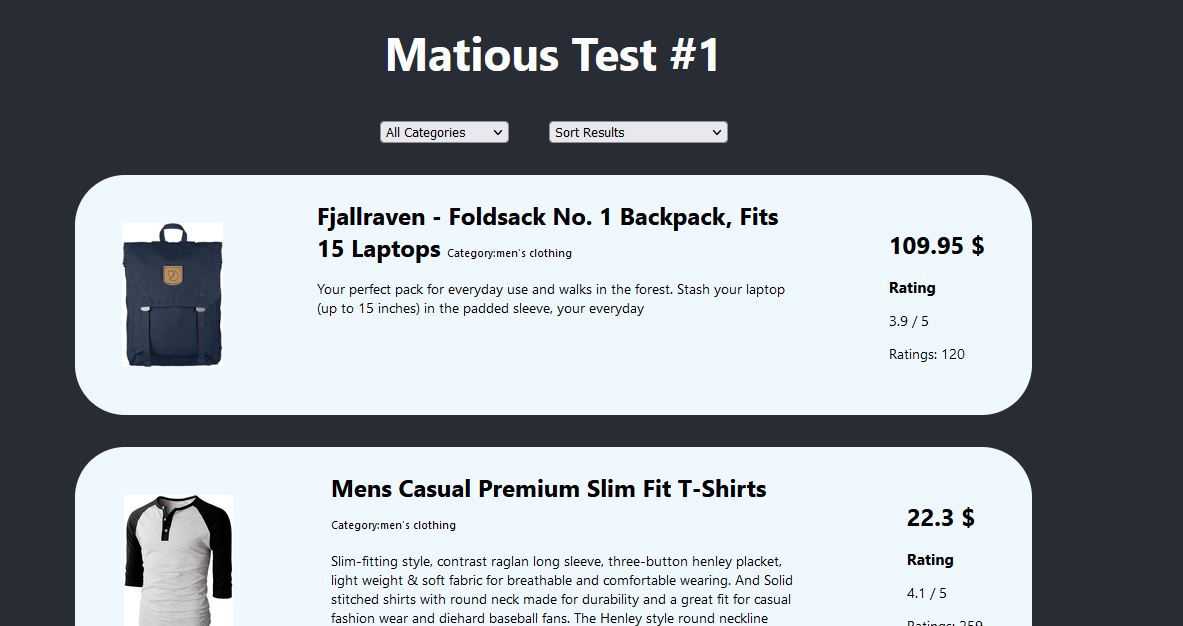 Matious Test #1
All Categories
Sort Results
Fjallraven - Foldsack No. 1 Backpack, Fits
15 Laptops Category:men's clothing
Your perfect pack for everyday use and walks in the forest. Stash your laptop
(up to 15 inches) in the padded sleeve, your everyday
109.95 $
Rating
3.9 / 5
Ratings: 120
Mens Casual Premium Slim Fit T-Shirts
Category:men's clothing
Slim-fitting style, contrast raglan long sleeve, three-button henley placket,
light weight & soft fabric for breathable and comfortable wearing. And Solid
stitched shirts with round neck made for durability and a great fit for casual
fashion wear and diehard baseball fans. The Henley style round neckline
22.3 $
Rating
4.1 / 5
Ratings: 259